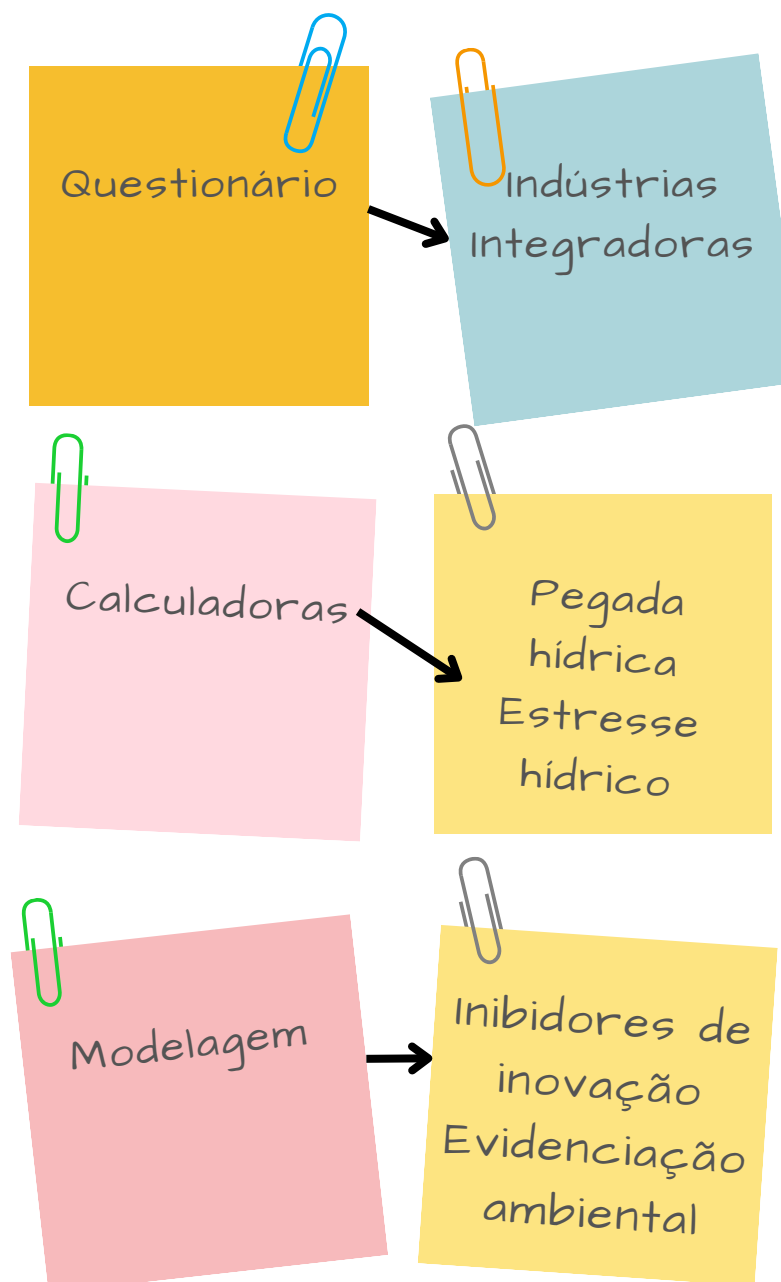 Questionário
Indústrias
Integradoras
Calculadoras
Pegada
hídrica
Estresse
hídrico
Modelagem
Inibidores de
inovação
Evidenciação
ambiental